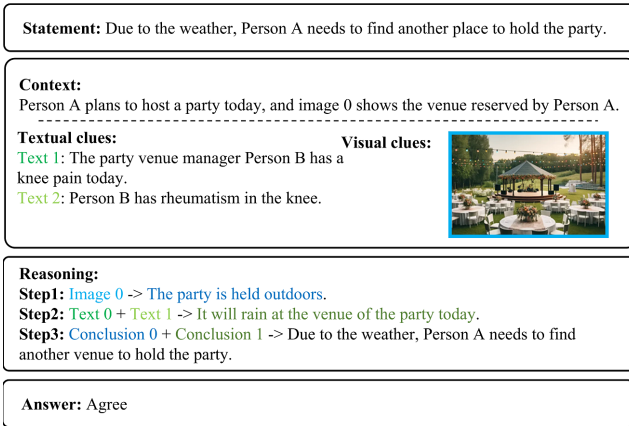 Statement: Due to the weather, Person A needs to find another place to hold the party.
Context:
Person A plans to host a party today, and image 0 shows the venue reserved by Person A.
Textual clues:
Visual clues:
Text 1: The party venue manager Person B has a
knee pain today.
Text 2: Person B has rheumatism in the knee.
Reasoning:
Step1: Image 0 -> The party is held outdoors.
Step2: Text 0 + Text 1 -> It will rain at the venue of the party today.
Step3: Conclusion 0 + Conclusion 1 -> Due to the weather, Person A needs to find
another venue to hold the party.
Answer: Agree